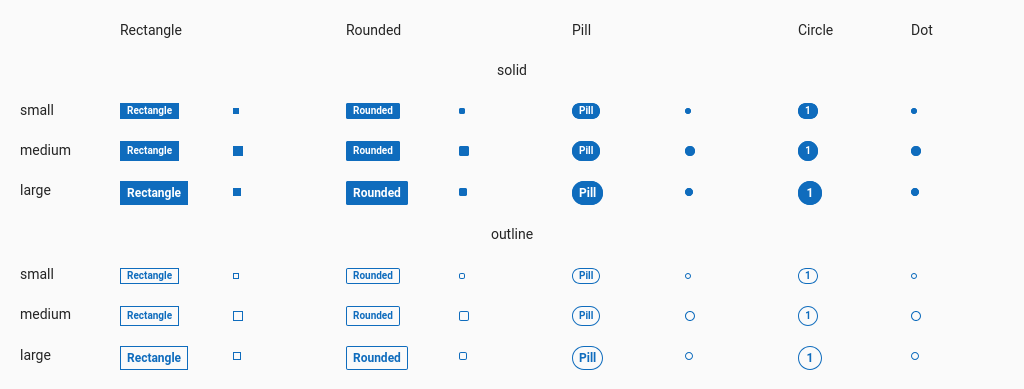 Rectangle Rounded Pill Circle Dot
solid
small Rectangle Rounded Pill 1
medium Rectangle Rounded Pill 1
large Rectangle Rounded Pill 1
outline
small Rectangle Rounded Pill 1
medium Rectangle Rounded Pill 1
large Rectangle Rounded Pill 1